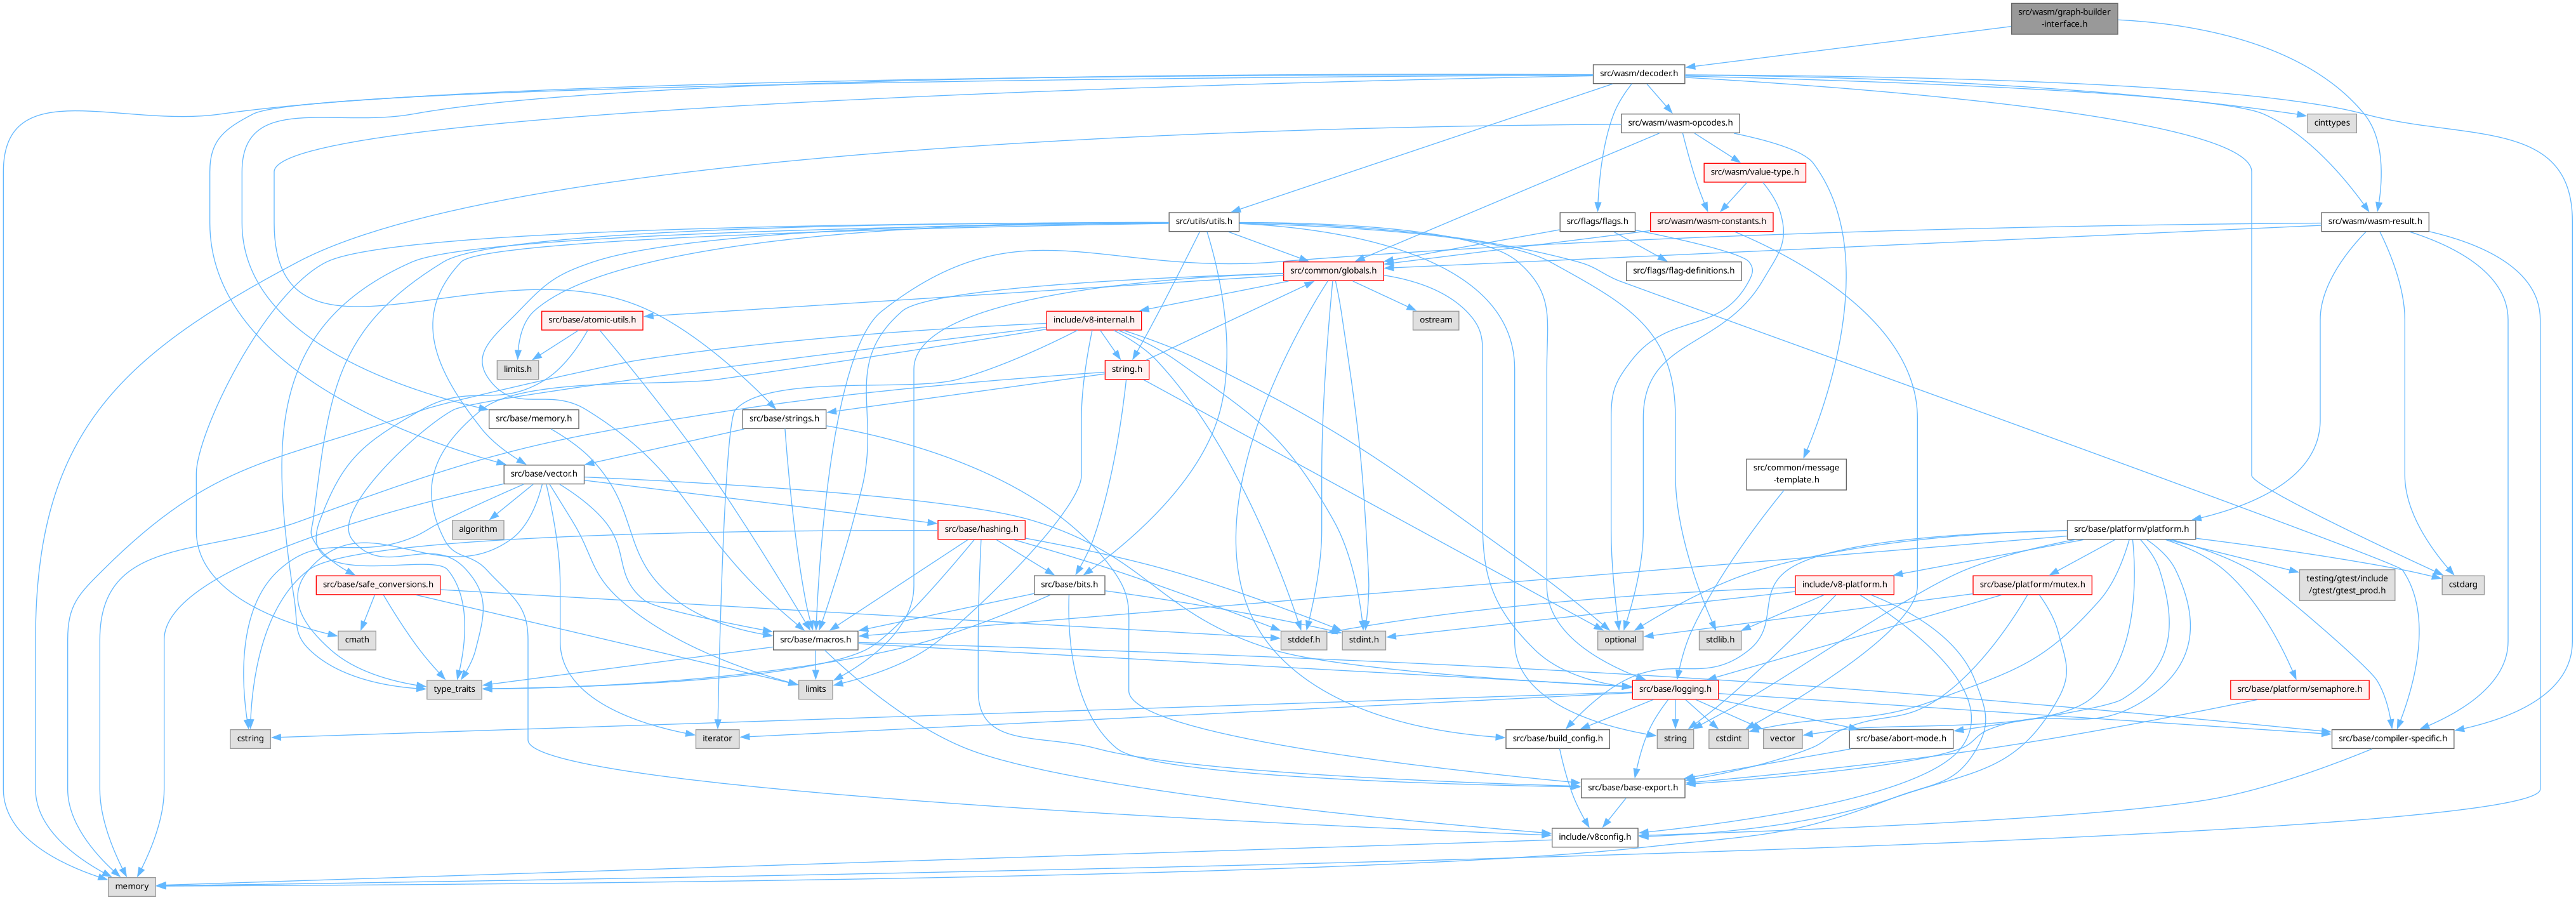 src/wasm/graph-builder
-interface.h
src/wasm/decoder.h
src/wasm/wasm-opcodes.h
cinttypes
src/wasm/value-type.h
src/utils/utils.h
src/flags/flags.h
src/wasm/wasm-constants.h
src/wasm/wasm-result.h
src/common/globals.h
src/flags/flag-definitions.h
src/base/atomic-utils.h
include/v8-internal.h
ostream
limits.h
string.h
src/base/memory.h
src/base/strings.h
src/base/vector.h
src/common/message
-template.h
algorithm
src/base/hashing.h
src/base/platform/platform.h
src/base/safe_conversions.h
src/base/bits.h
include/v8-platform.h
src/base/platform/mutex.h
testing/gtest/include
/gtest/gtest_prod.h
cstdarg
cmath
src/base/macros.h
stddef.h
stdint.h
optional
stdlib.h
type_traits
limits
src/base/logging.h
src/base/platform/semaphore.h
cstring
iterator
src/base/build_config.h
string
cstdint
vector
src/base/abort-mode.h
src/base/compiler-specific.h
src/base/base-export.h
include/v8config.h
memory